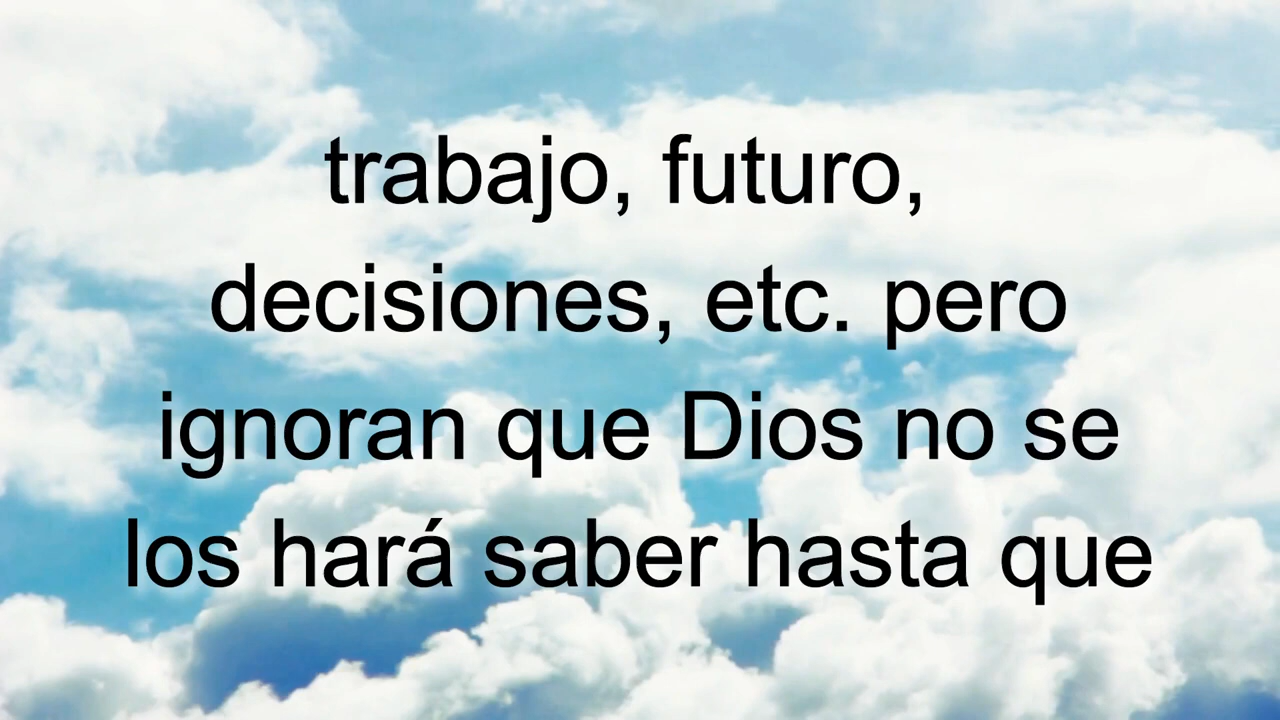 trabajo, futuro,
decisiones, etc. pero
ignoran que Dios no se
los hará saber hasta que